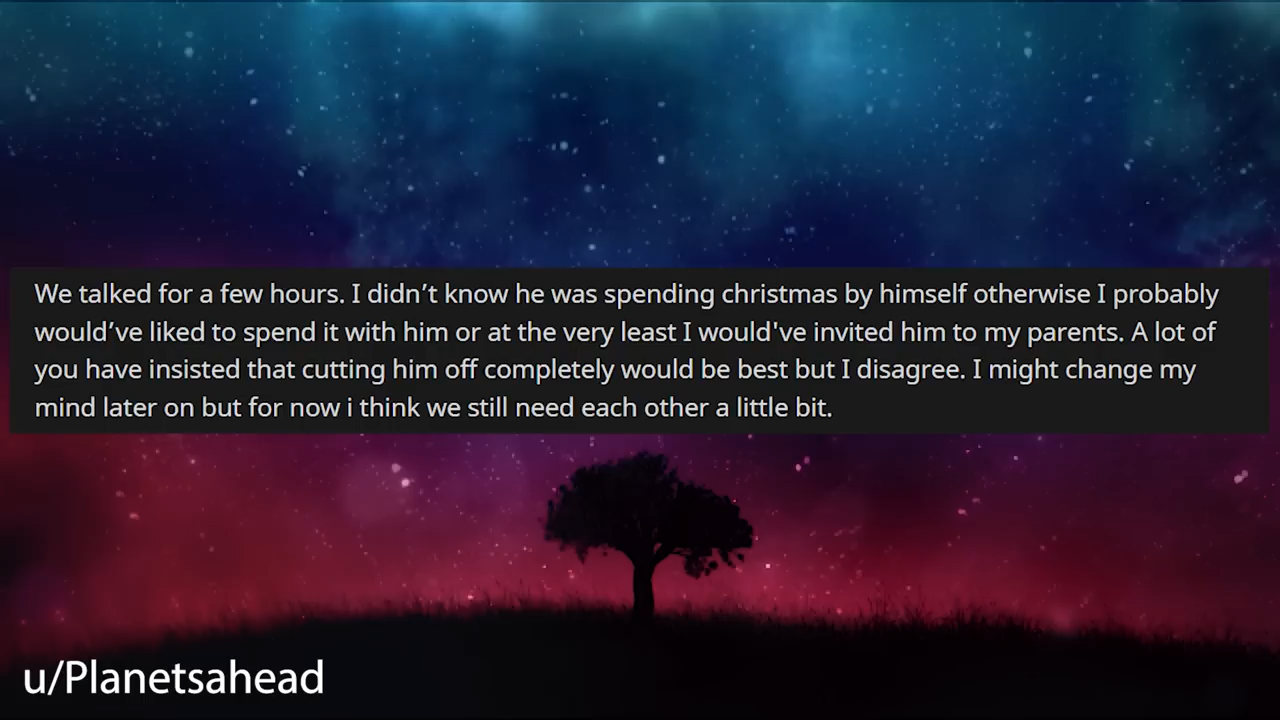 We talked for a few hours. I didn’t know he was spending christmas by himself otherwise I probably
would’ve liked to spend it with him or at the very least I would've invited him to my parents. A lot of
you have insisted that cutting him off completely would be best but I disagree. I might change my
mind later on but for now i think we still need each other a little bit.
u/Planetsahead